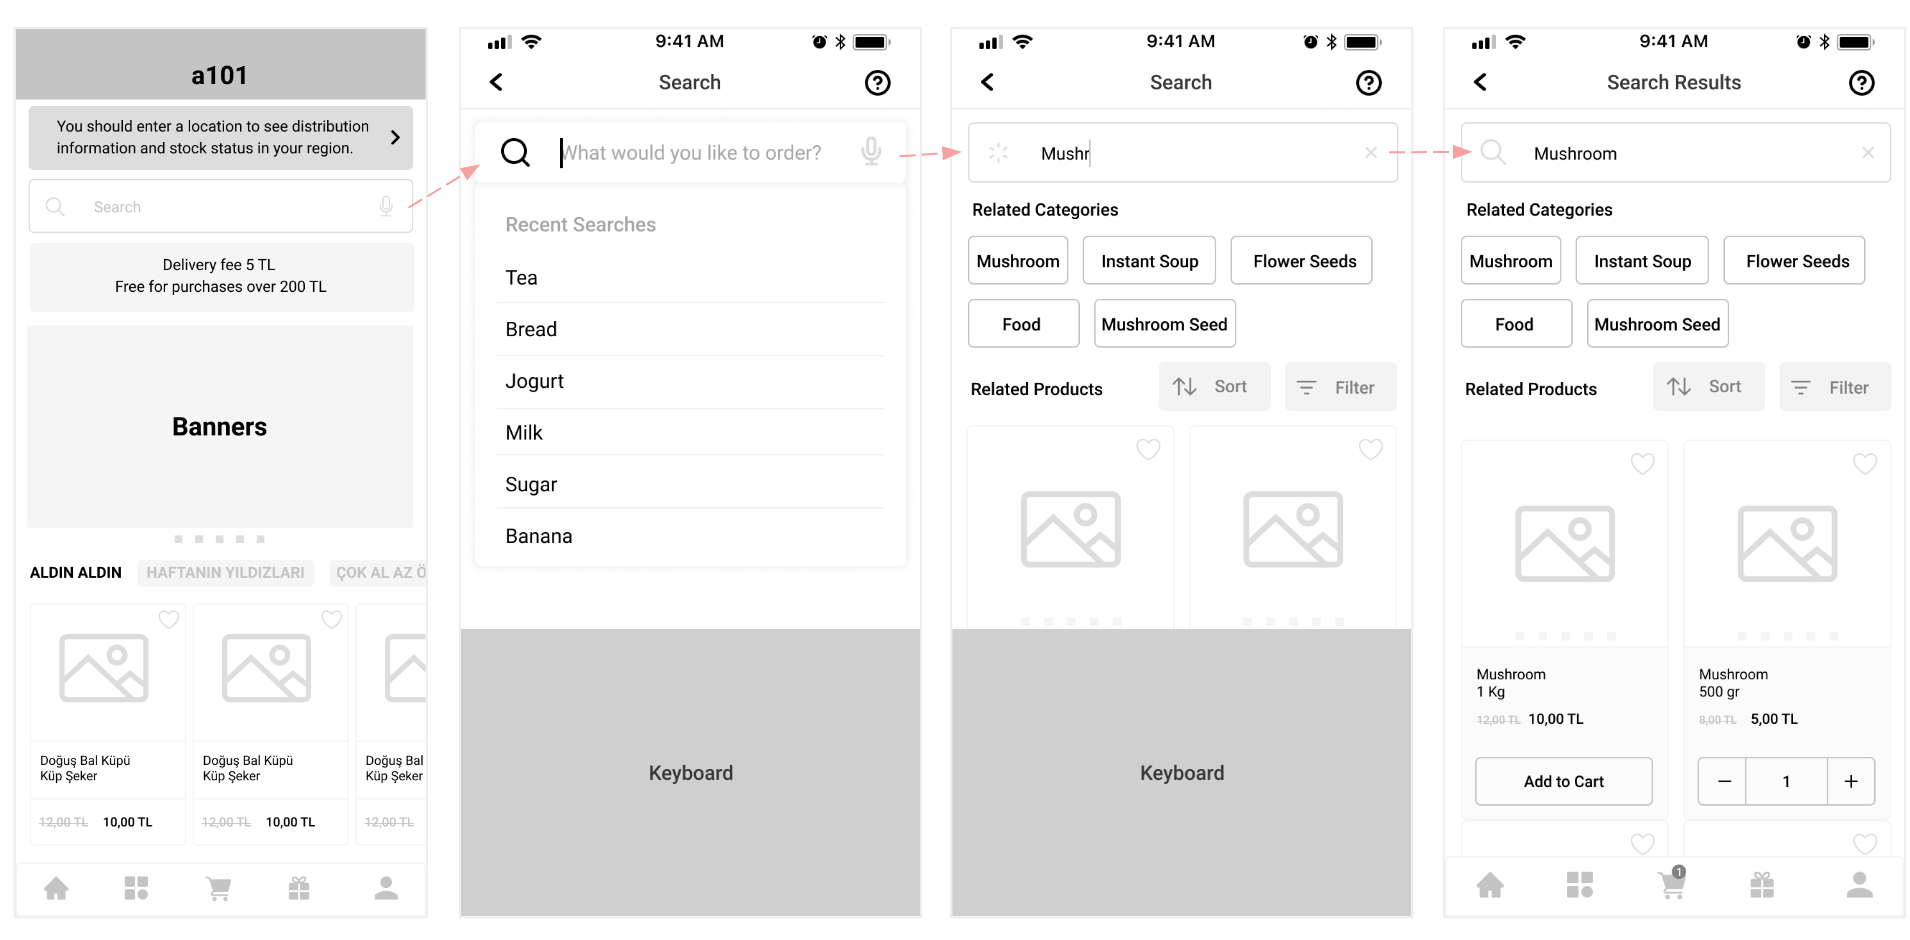 a101
You should enter a location to see distribution
information and stock status in your region.
Search
Delivery fee 5 TL
Free for purchases over 200 TL
Banners
ALDIN ALDIN
HAFTANIN YILDIZLARI
ÇOK AL AZ Ö
Doğuş Bal Küpü
Küp Şeker
12,00 TL 10,00 TL
Doğuş Bal Küpü
Küp Şeker
12,00 TL 10,00 TL
Doğuş Bal
Küp Şeker
12,00 TL
9:41 AM
Search
What would you like to order?
Recent Searches
Tea
Bread
Jogurt
Milk
Sugar
Banana
Keyboard
9:41 AM
Search
Mushr
Related Categories
Mushroom
Instant Soup
Flower Seeds
Food
Mushroom Seed
Related Products
Sort
Filter
Keyboard
9:41 AM
Search Results
Mushroom
Related Categories
Mushroom
Instant Soup
Flower Seeds
Food
Mushroom Seed
Related Products
Sort
Filter
Mushroom
1 Kg
12,00 TL 10,00 TL
Add to Cart
Mushroom
500 gr
8,00 TL 5,00 TL
1
1